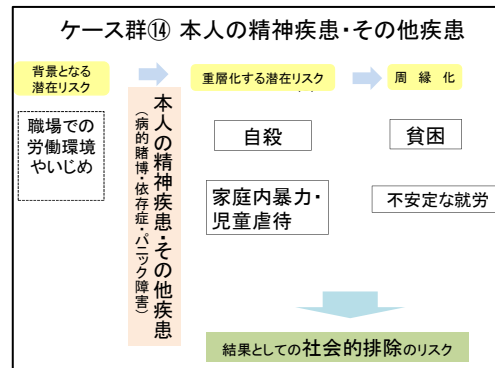 ケース群⑭ 本人の精神疾患・その他疾患
背景となる
潜在リスク
重層化する潜在リスク
周縁化
職場での
労働環境
やいじめ
本人の精神疾患・その他疾患
（病的賭博・依存症・パニック障害）
自殺
家庭内暴力・
児童虐待
貧困
不安定な就労
結果としての社会的排除のリスク